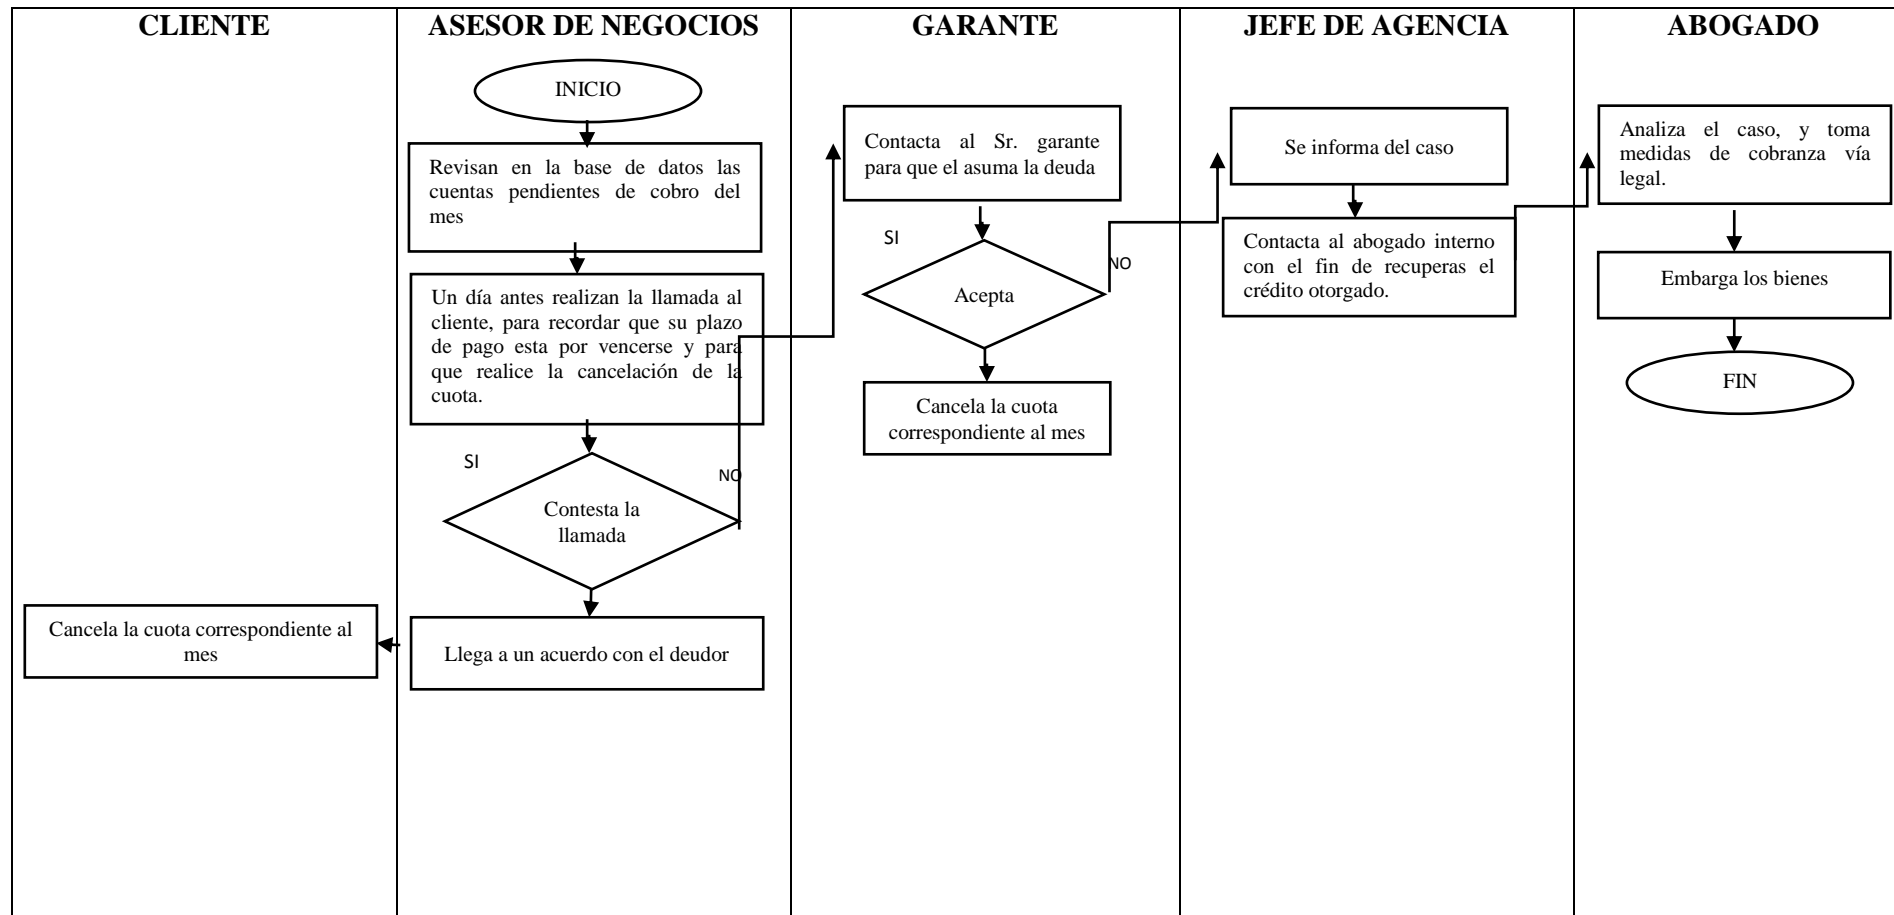 CLIENTE
ASESOR DE NEGOCIOS
GARANTE
JEFE DE AGENCIA
ABOGADO
INICIO
Revisan en la base de datos las
cuentas pendientes de cobro del
mes
Un día antes realizan la llamada al
cliente, para recordar que su plazo
de pago esta por vencerse y para
que realice la cancelación de la
cuota.
SI
NO
Contesta la
llamada
Llega a un acuerdo con el deudor
Cancela la cuota correspondiente al
mes
Contacta al Sr. garante
para que el asuma la deuda
SI
NO
Acepta
Cancela la cuota
correspondiente al mes
Se informa del caso
Contacta al abogado interno
con el fin de recuperas el
crédito otorgado.
Analiza el caso, y toma
medidas de cobranza vía
legal.
Embarga los bienes
FIN